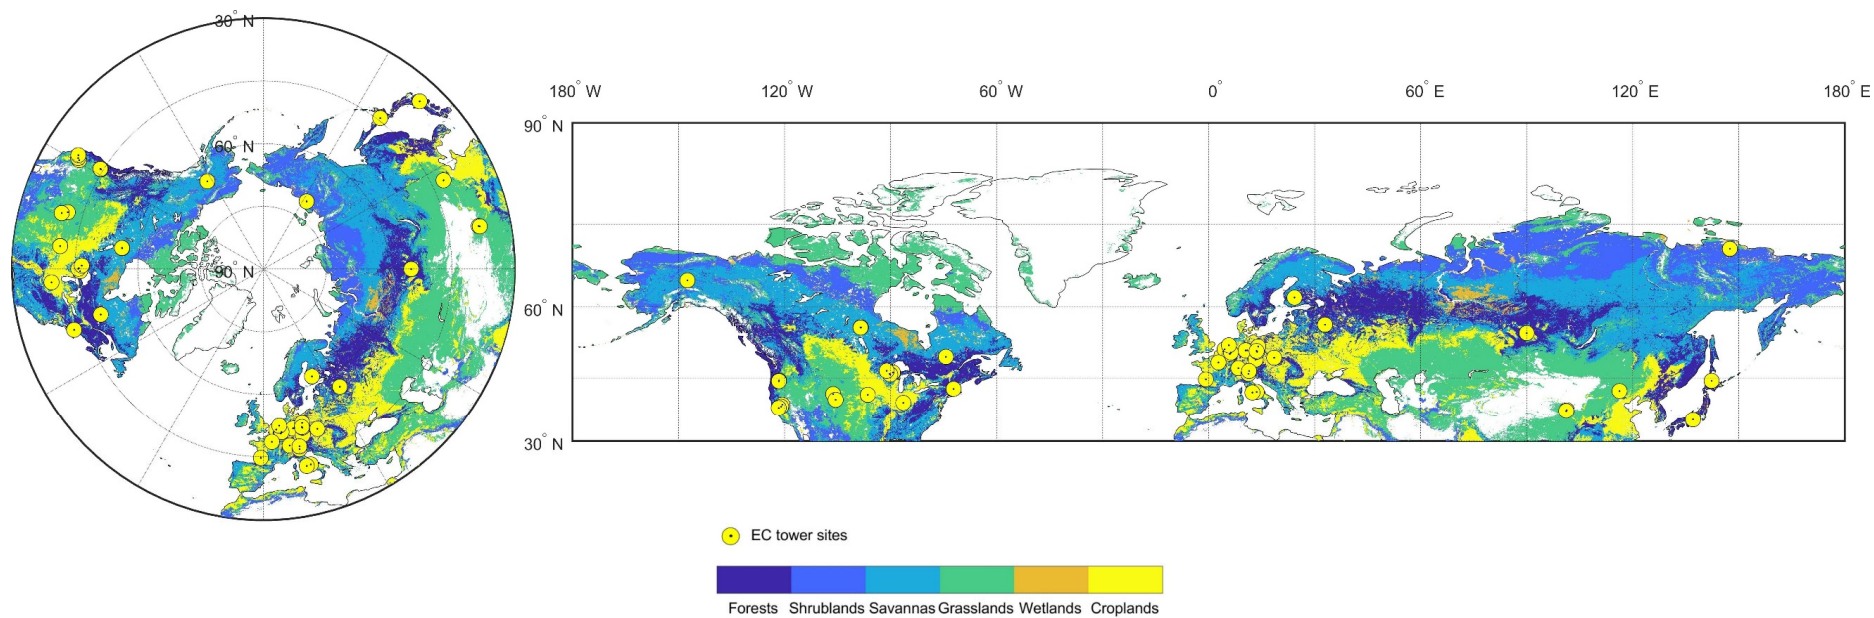 30° N
60° N
90° N
180° W
120° W
60° W
0°
60° E
120° E
180° E
90° N
60° N
30° N
EC tower sites
Forests Shrublands Savannas Grasslands Wetlands Croplands